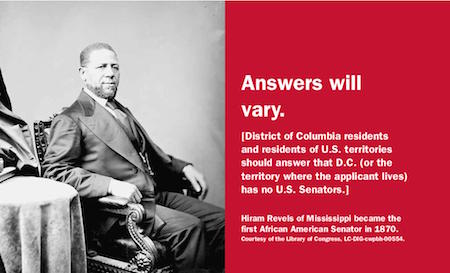 Answers will
vary.
[District of Columbia residents
and residents of U.S. territories
should answer that D.C. (or the
territory where the applicant lives)
has no U.S. Senators.]
Hiram Revels of Mississippi became the
first African American Senator in 1870.
Courtesy of the Library of Congress, LC-DIG-cwpbh-00554.